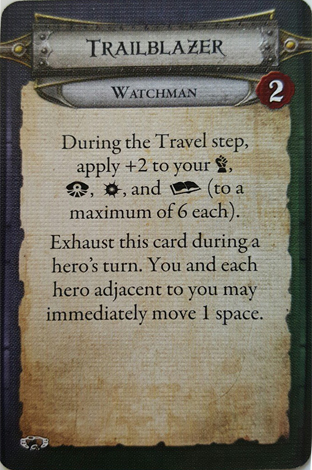 TRAILBLAZER
WATCHMAN
2
During the Travel step,
apply +2 to your ,
, , and (to a
maximum of 6 each).
Exhaust this card during a
hero's turn. You and each
hero adjacent to you may
immediately move 1 space.